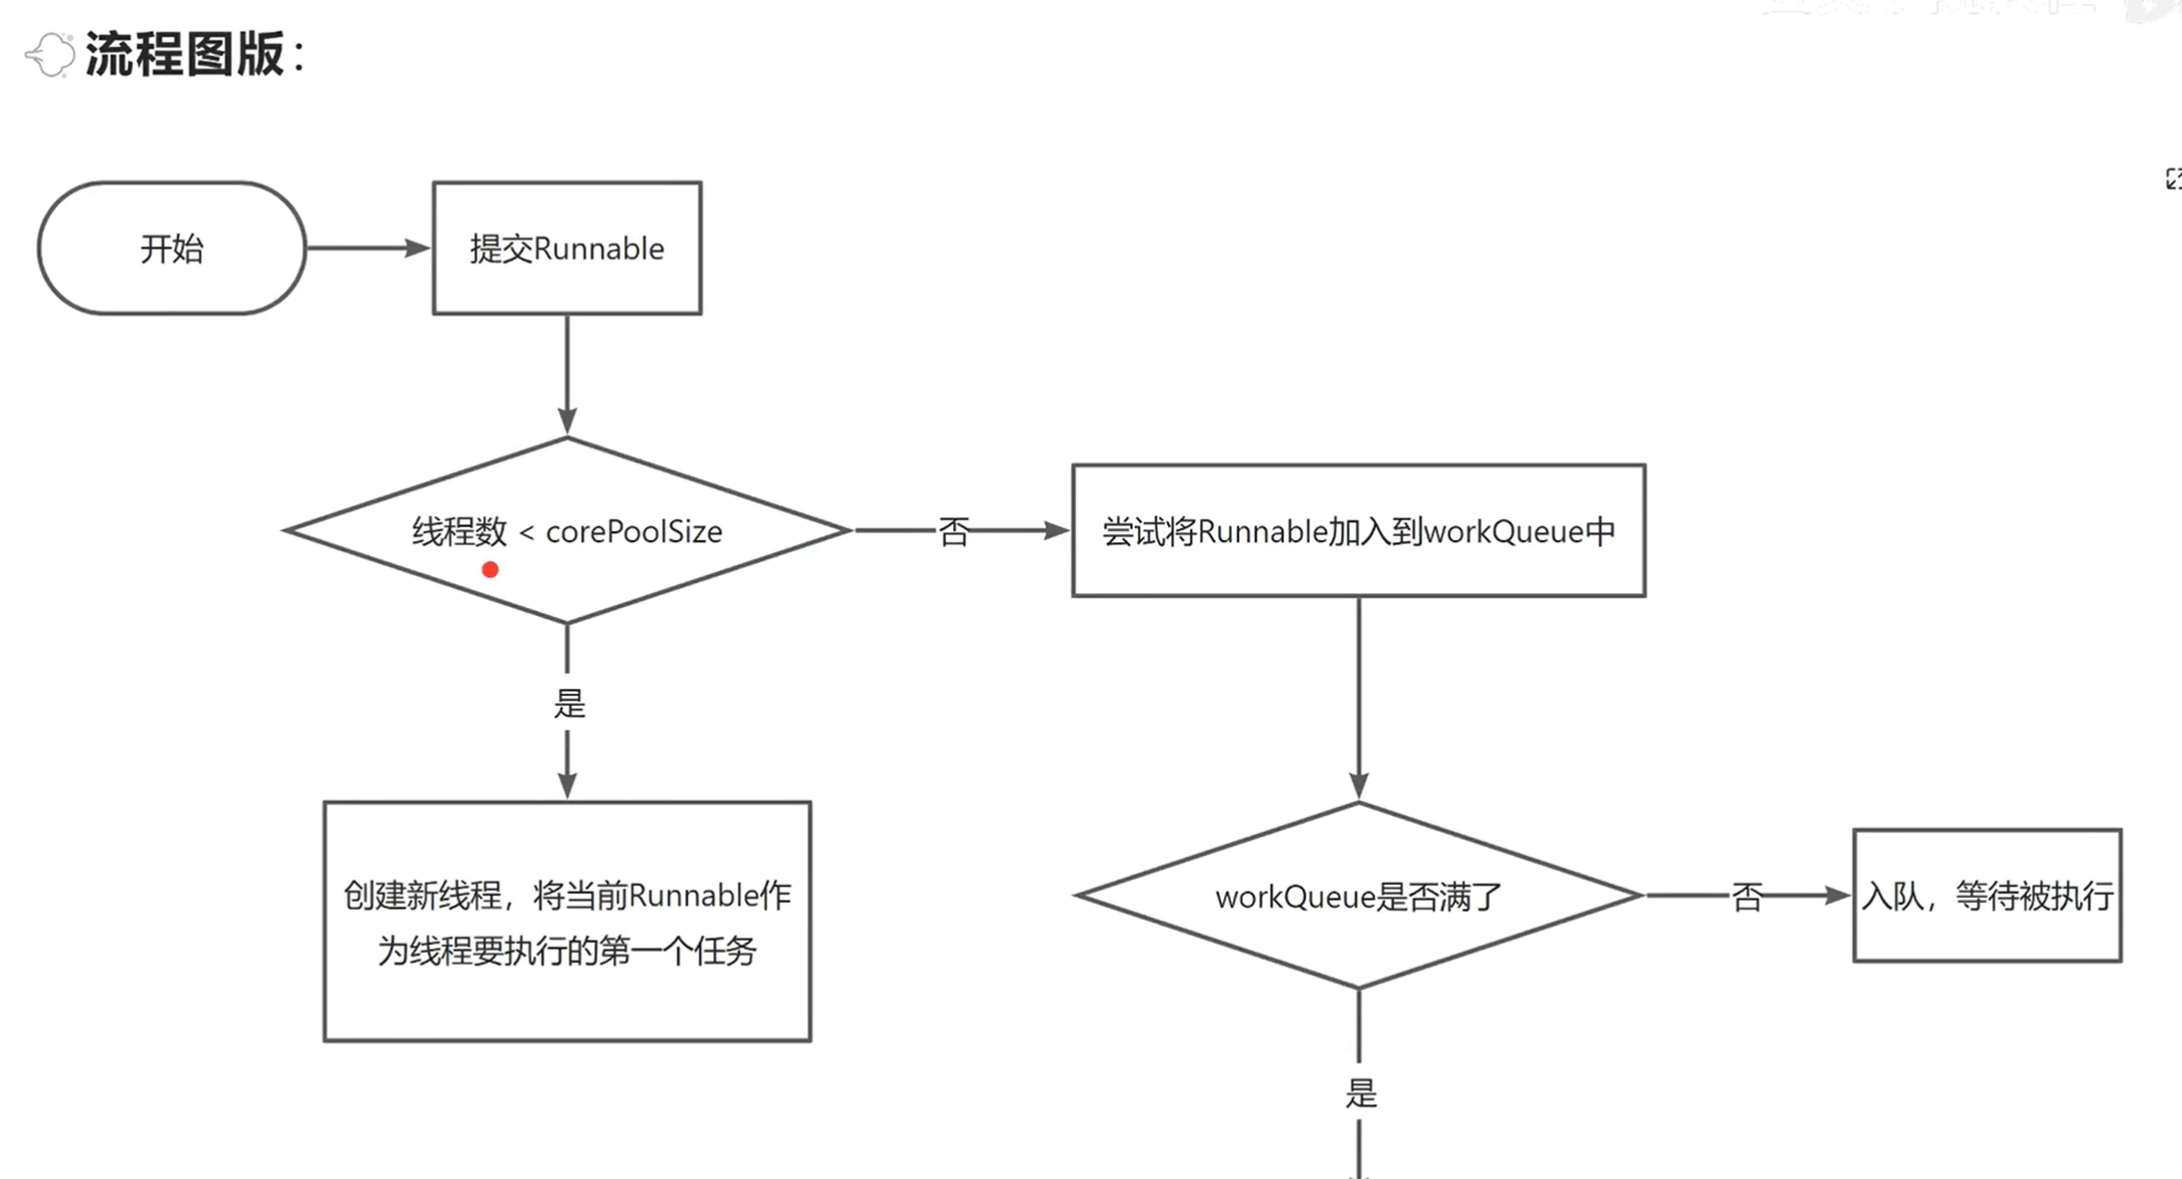 流程图版：
开始
提交Runnable
线程数 < corePoolSize
否
尝试将Runnable加入到workQueue中
是
创建新线程，将当前Runnable作
为线程要执行的第一个任务
workQueue是否满了
否
入队，等待被执行
是